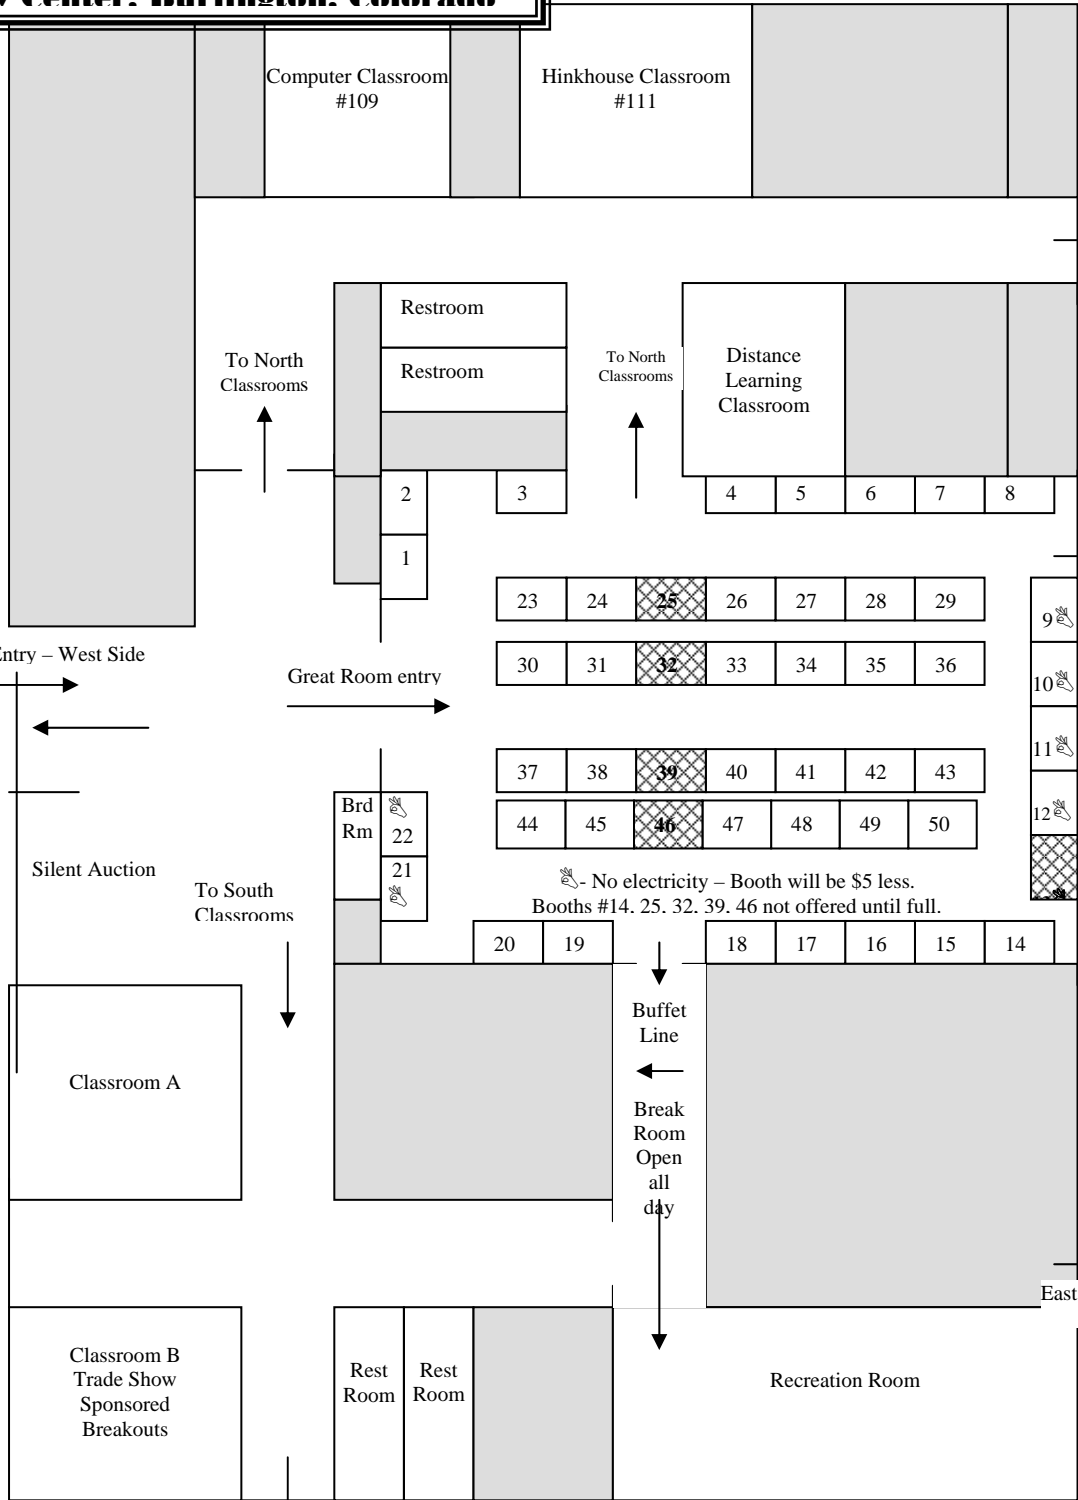 Center, Burlington, Colorado
Computer Classroom
#109
Hinkhouse Classroom
#111
Restroom
Restroom
To North
Classrooms
To North
Classrooms
Distance
Learning
Classroom
2
3
4 5 6 7 8
1
23 24 25 26 27 28 29
9
30 31 32 33 34 35 36
10
Entry – West Side
Great Room entry
11
37 38 39 40 41 42 43
12
Brd
Rm
22
21
44 45 46 47 48 49 50
Silent Auction
To South
Classrooms
- No electricity – Booth will be $5 less.
Booths #14, 25, 32, 39, 46 not offered until full.
20 19 18 17 16 15 14
Buffet
Line
Classroom A
Break
Room
Open
all
day
East
Classroom B
Trade Show
Sponsored
Breakouts
Rest
Room
Rest
Room
Recreation Room